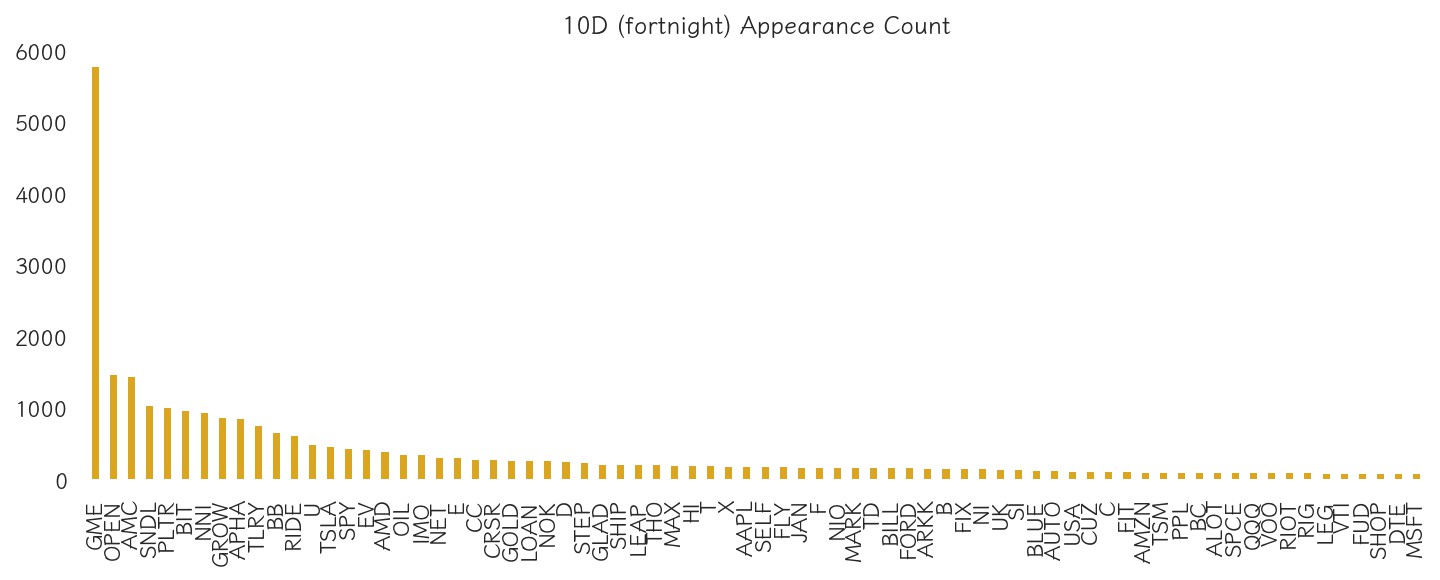 10D (fortnight) Appearance Count
6000
5000
4000
3000
2000
1000
0
GME
OPEN
AMC
SNDL
PLTR
BIT
NNI
GROW
APHA
TLRY
BB
RIDE
U
TSLA
SPY
EV
AMD
OIL
IMO
NET
E
CC
CRSR
GOLD
LOAN
NOK
D
STEP
GLAD
SHIP
LEAP
THO
MAX
HI
T
X
AAPL
SELF
FLY
JAN
F
NIO
MARK
TD
BILL
FORD
ARKK
B
FIX
NI
UK
SI
BLUE
AUTO
USA
CUZ
C
FIT
AMZN
TSM
PPL
BC
ALOT
SPCE
QQQ
VOO
RIOT
RIG
LEG
VTI
FUD
SHOP
DTE
MSFT